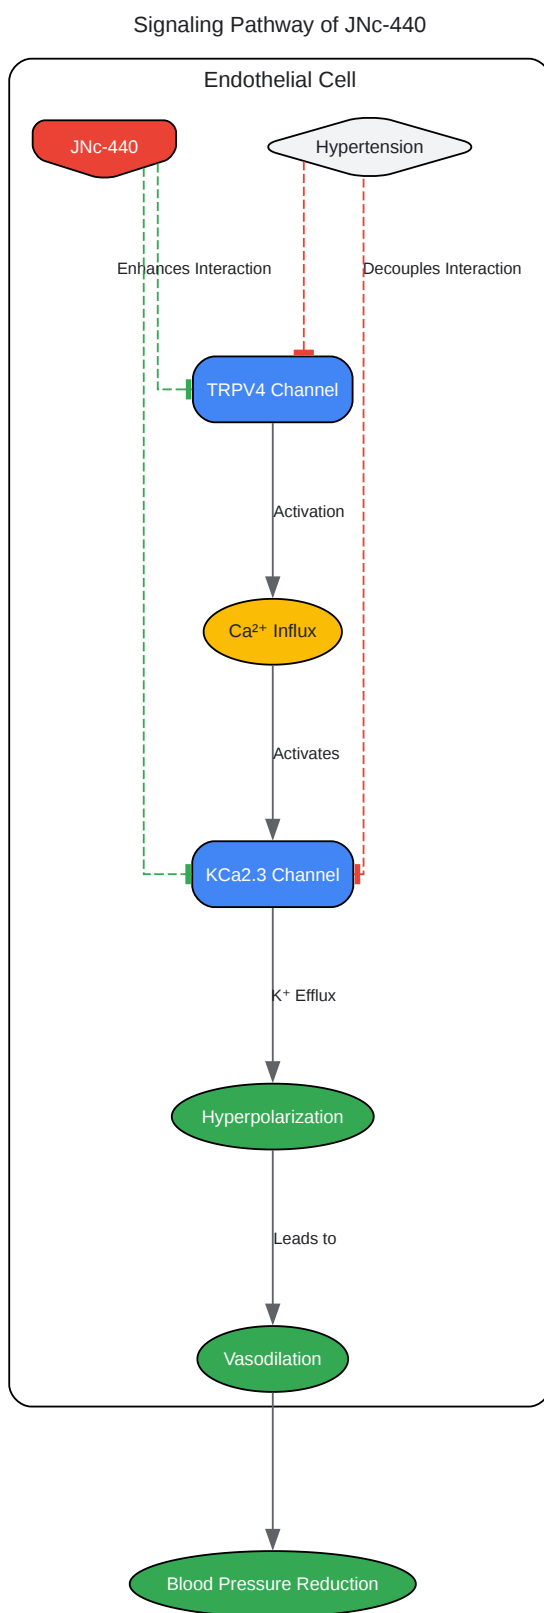 Signaling Pathway of JNc-440
Endothelial Cell
JNc-440
Hypertension
Enhances Interaction
Decouples Interaction
TRPV4 Channel
Activation
Ca²⁺ Influx
Activates
KCa2.3 Channel
K⁺ Efflux
Hyperpolarization
Leads to
Vasodilation
Blood Pressure Reduction